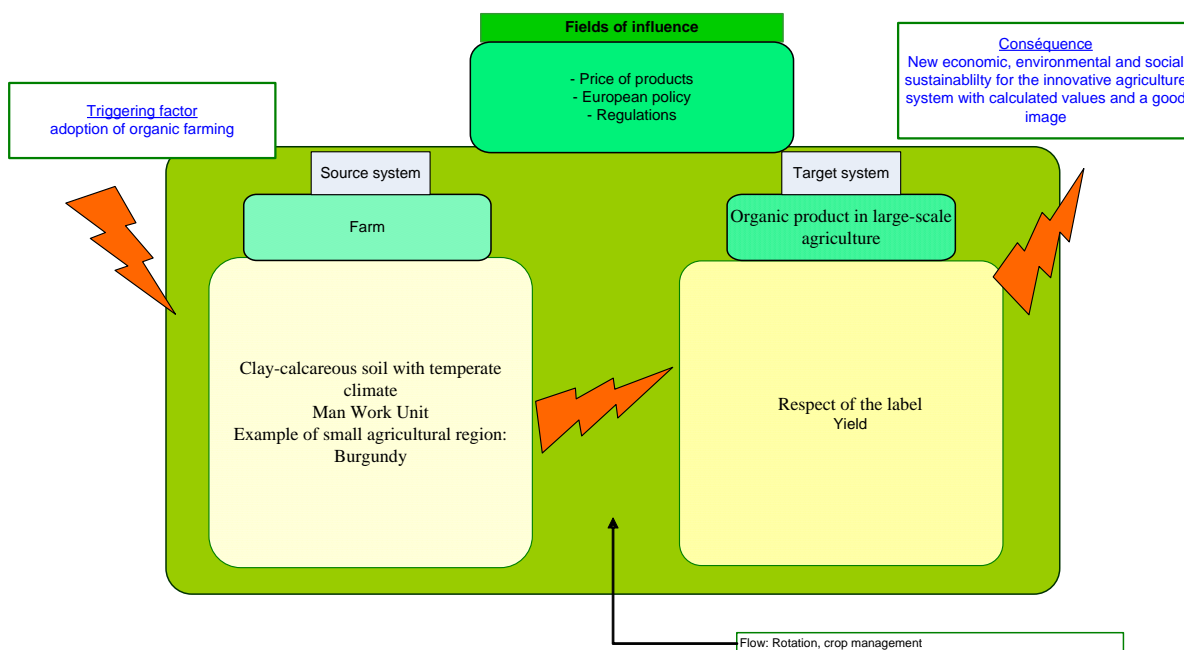 Fields of influence
- Price of products
- European policy
- Regulations
Triggering factor
adoption of organic farming
Conséquence
New economic, environmental and social
sustainablilty for the innovative agriculture
system with calculated values and a good
image
Source system
Farm
Clay-calcareous soil with temperate
climate
Man Work Unit
Example of small agricultural region:
Burgundy
Target system
Organic product in large-scale
agriculture
Respect of the label
Yield
Flow: Rotation, crop management